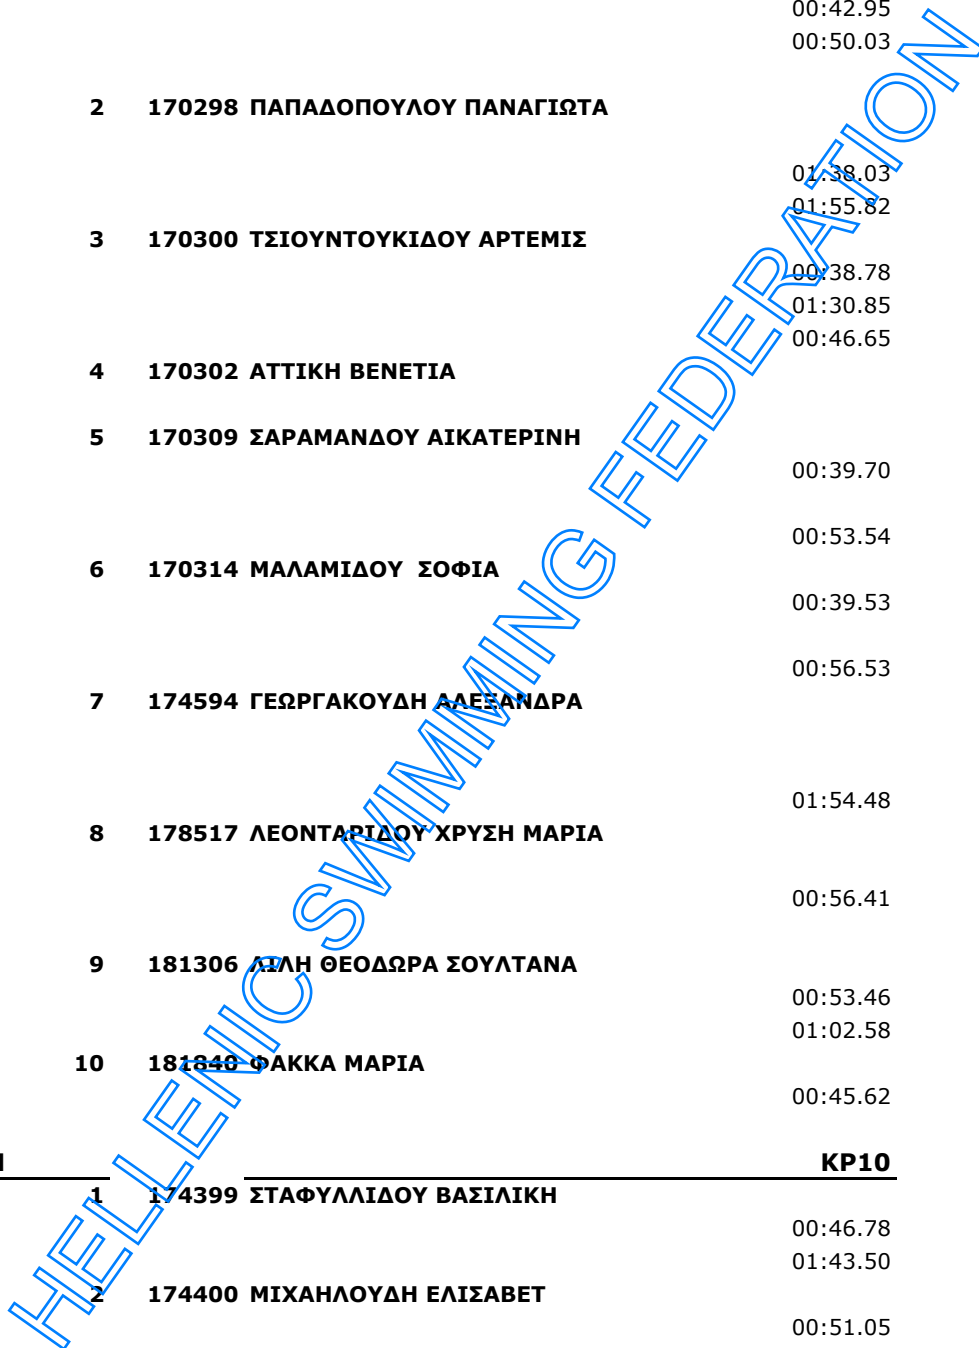 00:42.95
00:50.03
2 170298 ΠΑΠΑΔΟΠΟΥΛΟΥ ΠΑΝΑΓΙΩΤΑ
01:38.03
01:55.82
3 170300 ΤΣΙΟΥΝΤΟΥΚΙΔΟΥ ΑΡΤΕΜΙΣ
00:38.78
01:30.85
00:46.65
4 170302 ΑΤΤΙΚΗ ΒΕΝΕΤΙΑ
5 170309 ΣΑΡΑΜΑΝΔΟΥ ΑΙΚΑΤΕΡΙΝΗ
00:39.70
00:53.54
6 170314 ΜΑΛΑΜΙΔΟΥ ΣΟΦΙΑ
00:39.53
00:56.53
7 174594 ΓΕΩΡΓΑΚΟΥΔΗ ΑΛΕΞΑΝΔΡΑ
01:54.48
8 178517 ΛΕΟΝΤΑΡΙΔΟΥ ΧΡΥΣΗ ΜΑΡΙΑ
00:56.41
9 181306 ΛΙΛΗ ΘΕΟΔΩΡΑ ΣΟΥΛΤΑΝΑ
00:53.46
01:02.58
10 181840 ΦΑΚΚΑ ΜΑΡΙΑ
00:45.62
ΚΡ10
1 174399 ΣΤΑΦΥΛΛΙΔΟΥ ΒΑΣΙΛΙΚΗ
00:46.78
01:43.50
2 174400 ΜΙΧΑΗΛΟΥΔΗ ΕΛΙΣΑΒΕΤ
00:51.05
HELLENIC SWIMMING FEDERATION